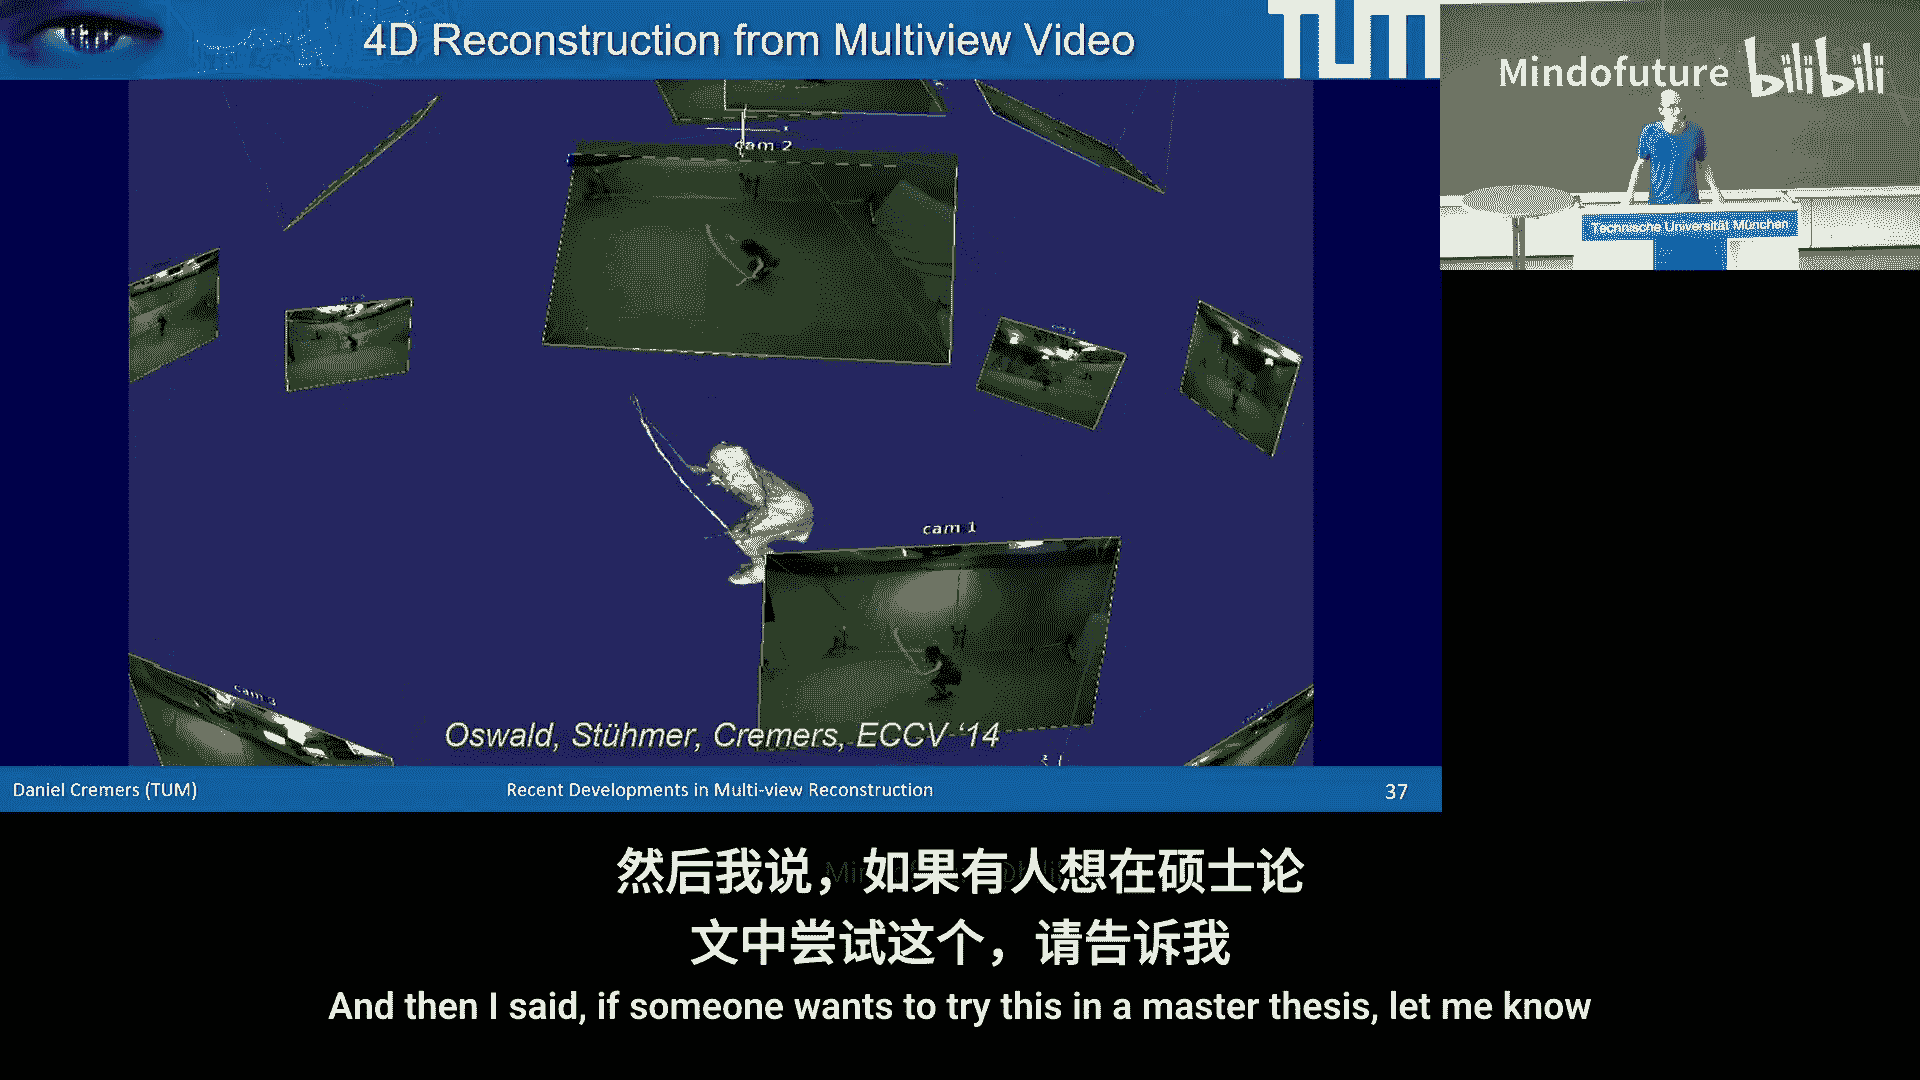 4D Reconstruction from Multiview Video
TUM
Mindofuture bilibili
Technische Universität München
cam 2
cam 1
cam 3
Oswald, Stühmer, Cremers, ECCV ‘14
Daniel Cremers (TUM)
Recent Developments in Multi-view Reconstruction
37
然后我说，如果有人想在硕士论
文中尝试这个，请告诉我
And then I said, if someone wants to try this in a master thesis, let me know